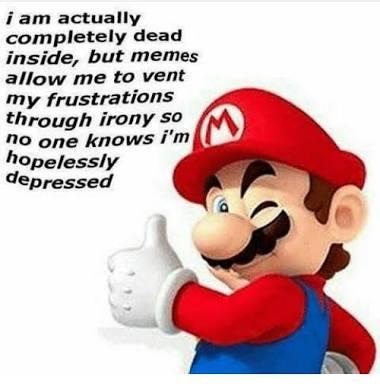 i am actually
completely dead
inside, but memes
allow me to vent
my frustrations
through irony so
no one knows i'm
hopelessly
depressed
M